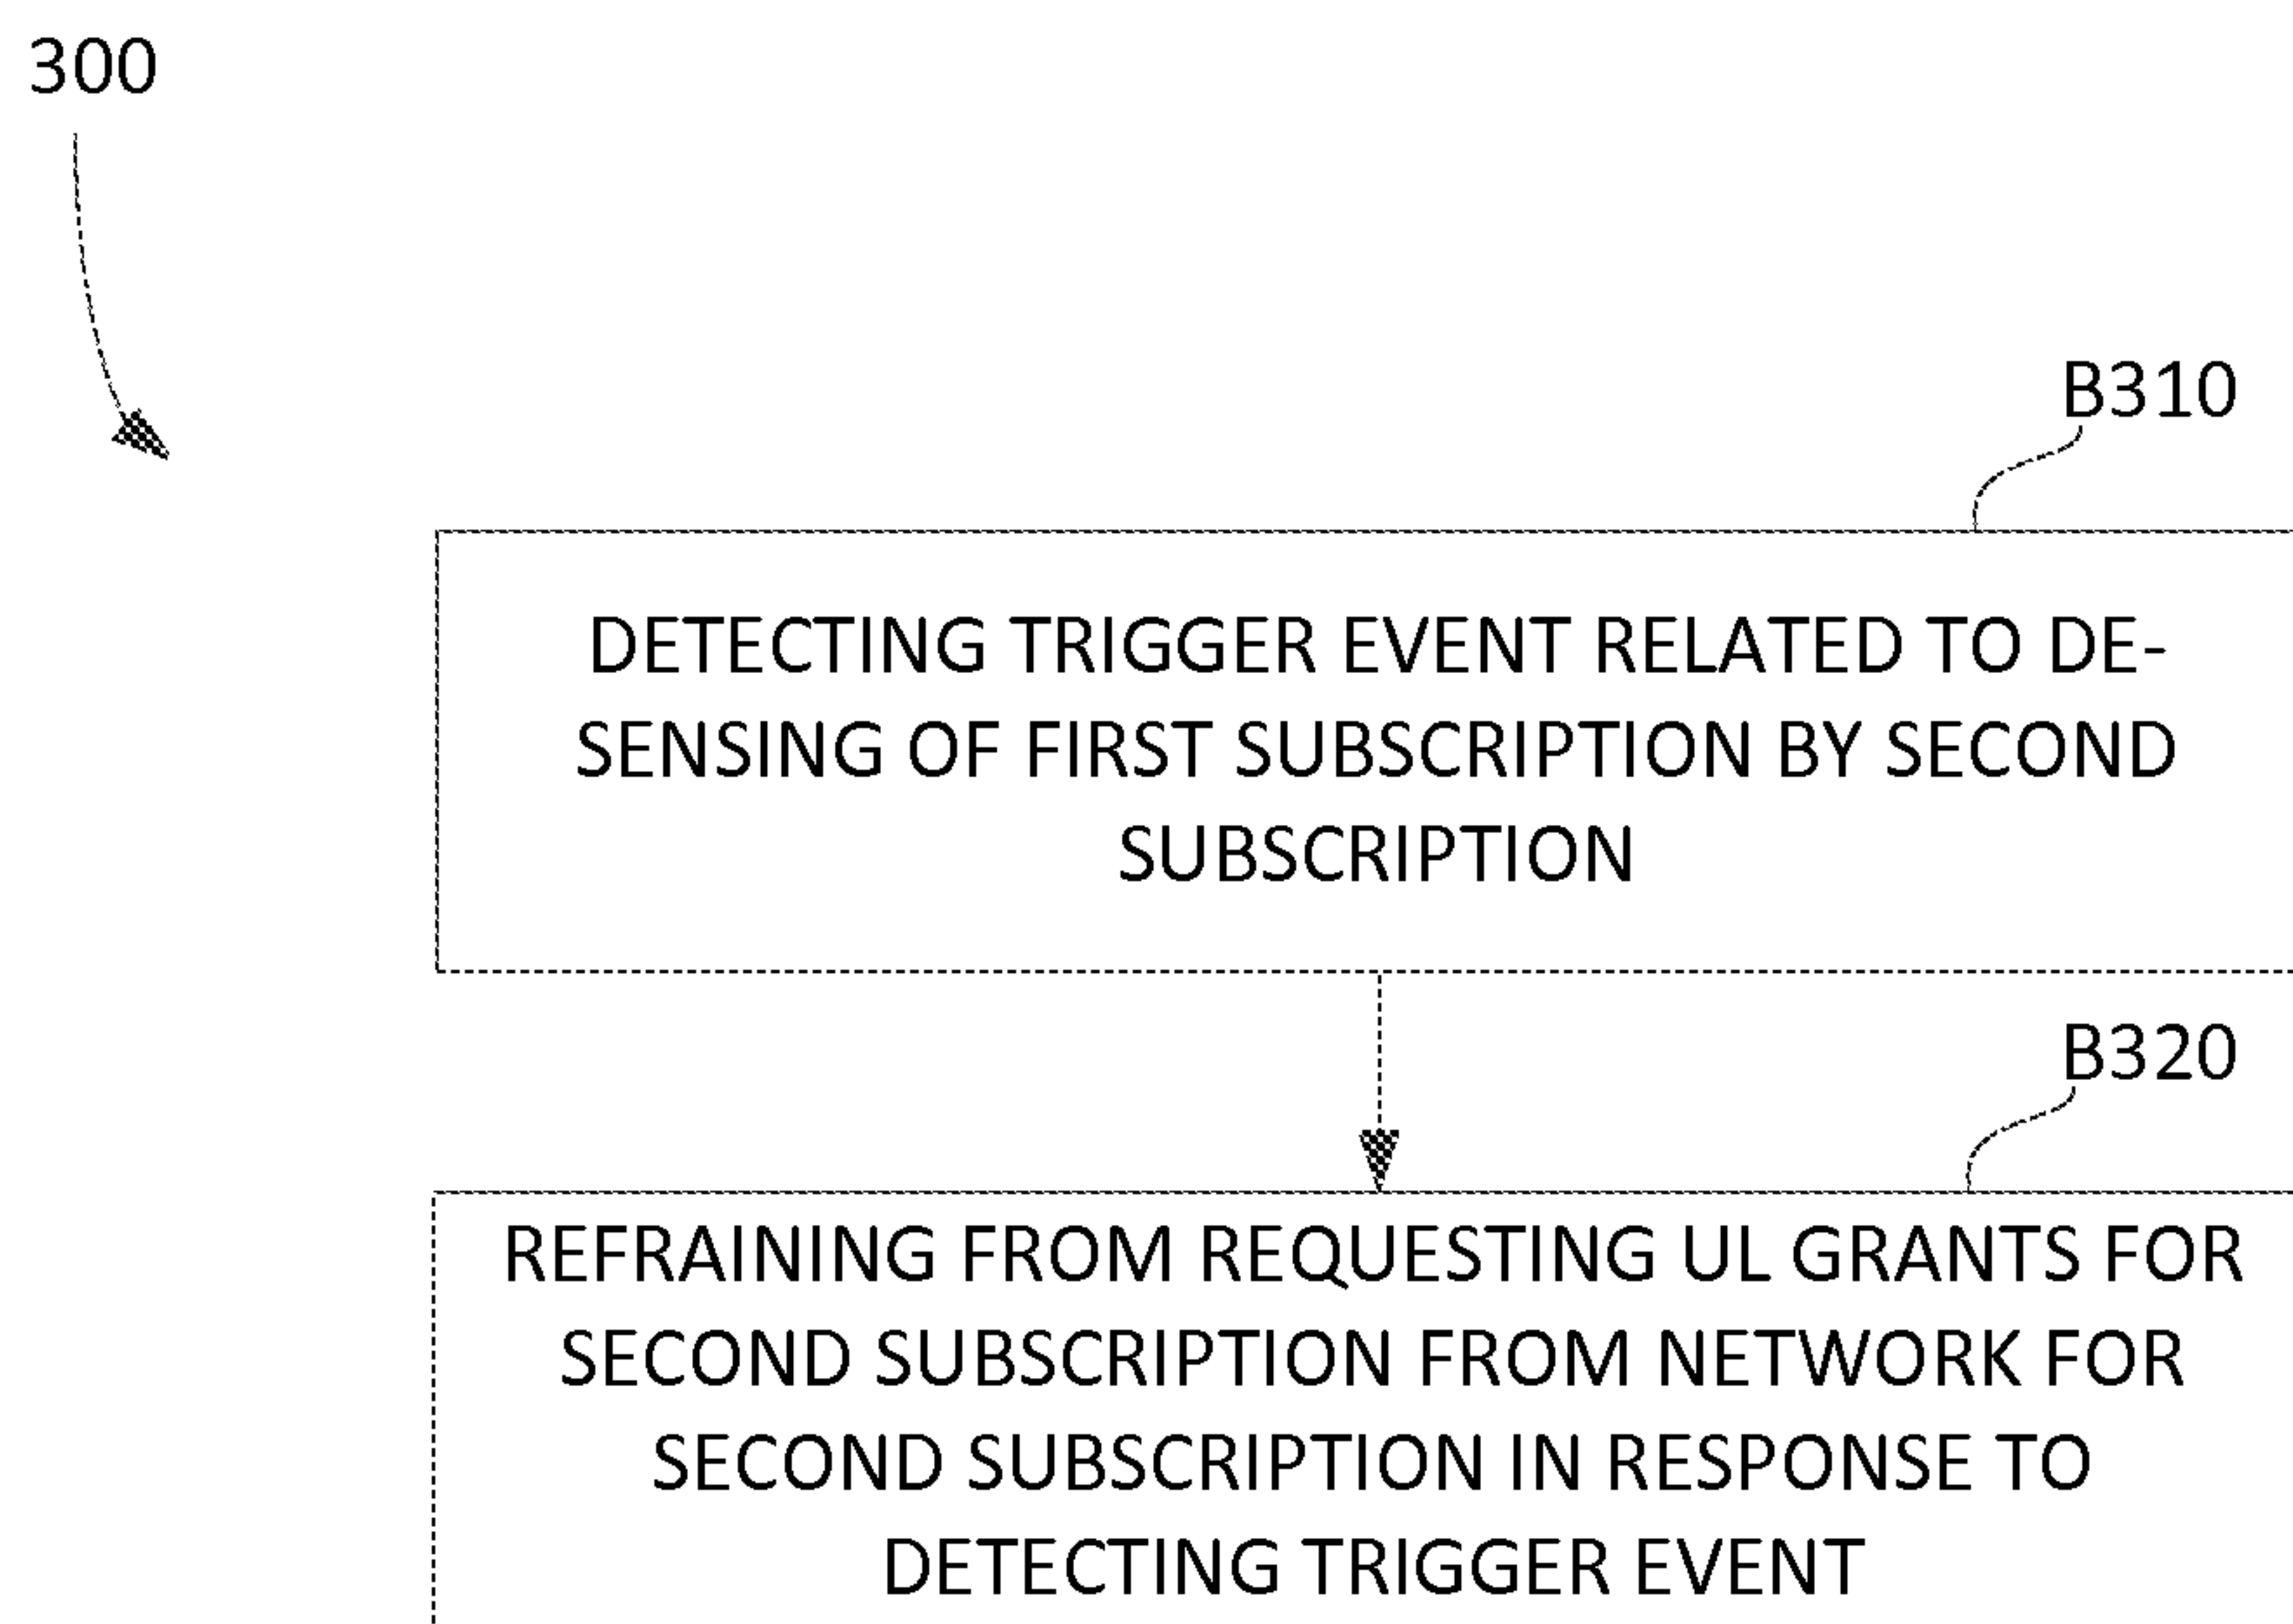 300
B310
DETECTING TRIGGER EVENT RELATED TO DE-
SENSING OF FIRST SUBSCRIPTION BY SECOND
SUBSCRIPTION
B320
REFRAINING FROM REQUESTING UL GRANTS FOR
SECOND SUBSCRIPTION FROM NETWORK FOR
SECOND SUBSCRIPTION IN RESPONSE TO
DETECTING TRIGGER EVENT